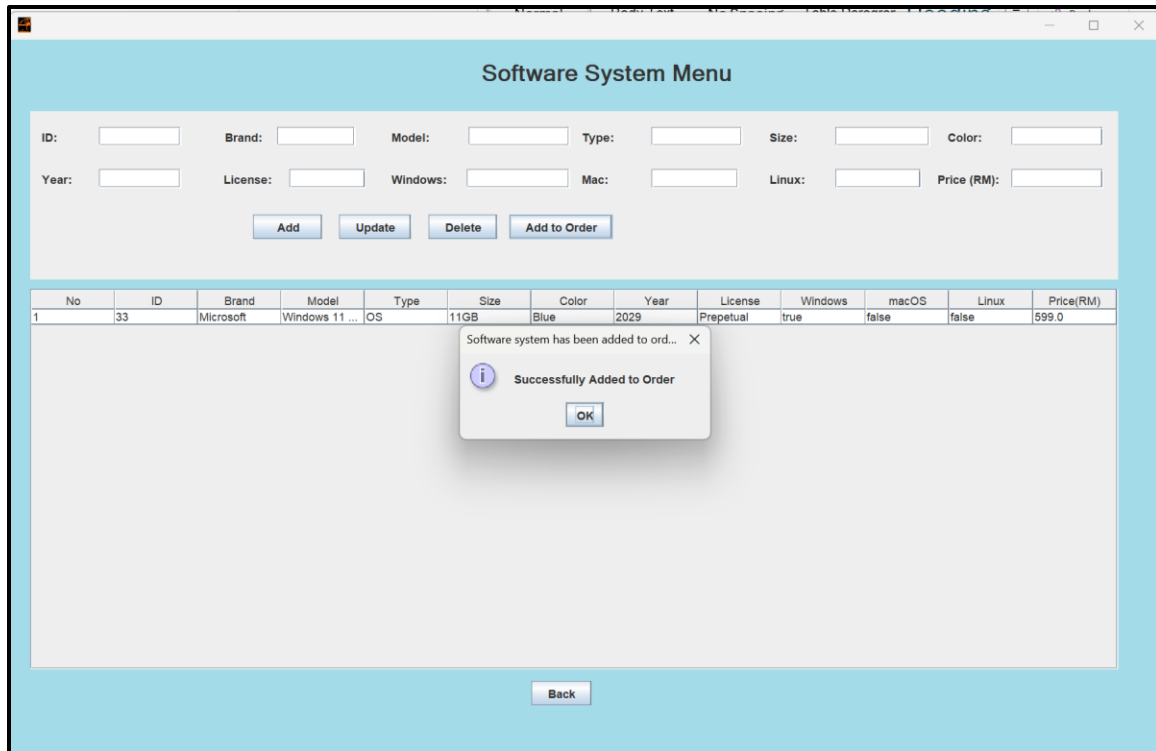 Software System Menu
ID: Brand: Model: Type: Size: Color:
Year: License: Windows: Mac: Linux: Price (RM):
Add Update Delete Add to Order
No ID Brand Model Type Size Color Year License Windows macOS Linux Price(RM)
1 33 Microsoft Windows 11 ... OS 11GB Blue 2029 Prepetual true false false 599.0
Software system has been added to ord...
Successfully Added to Order
OK
Back